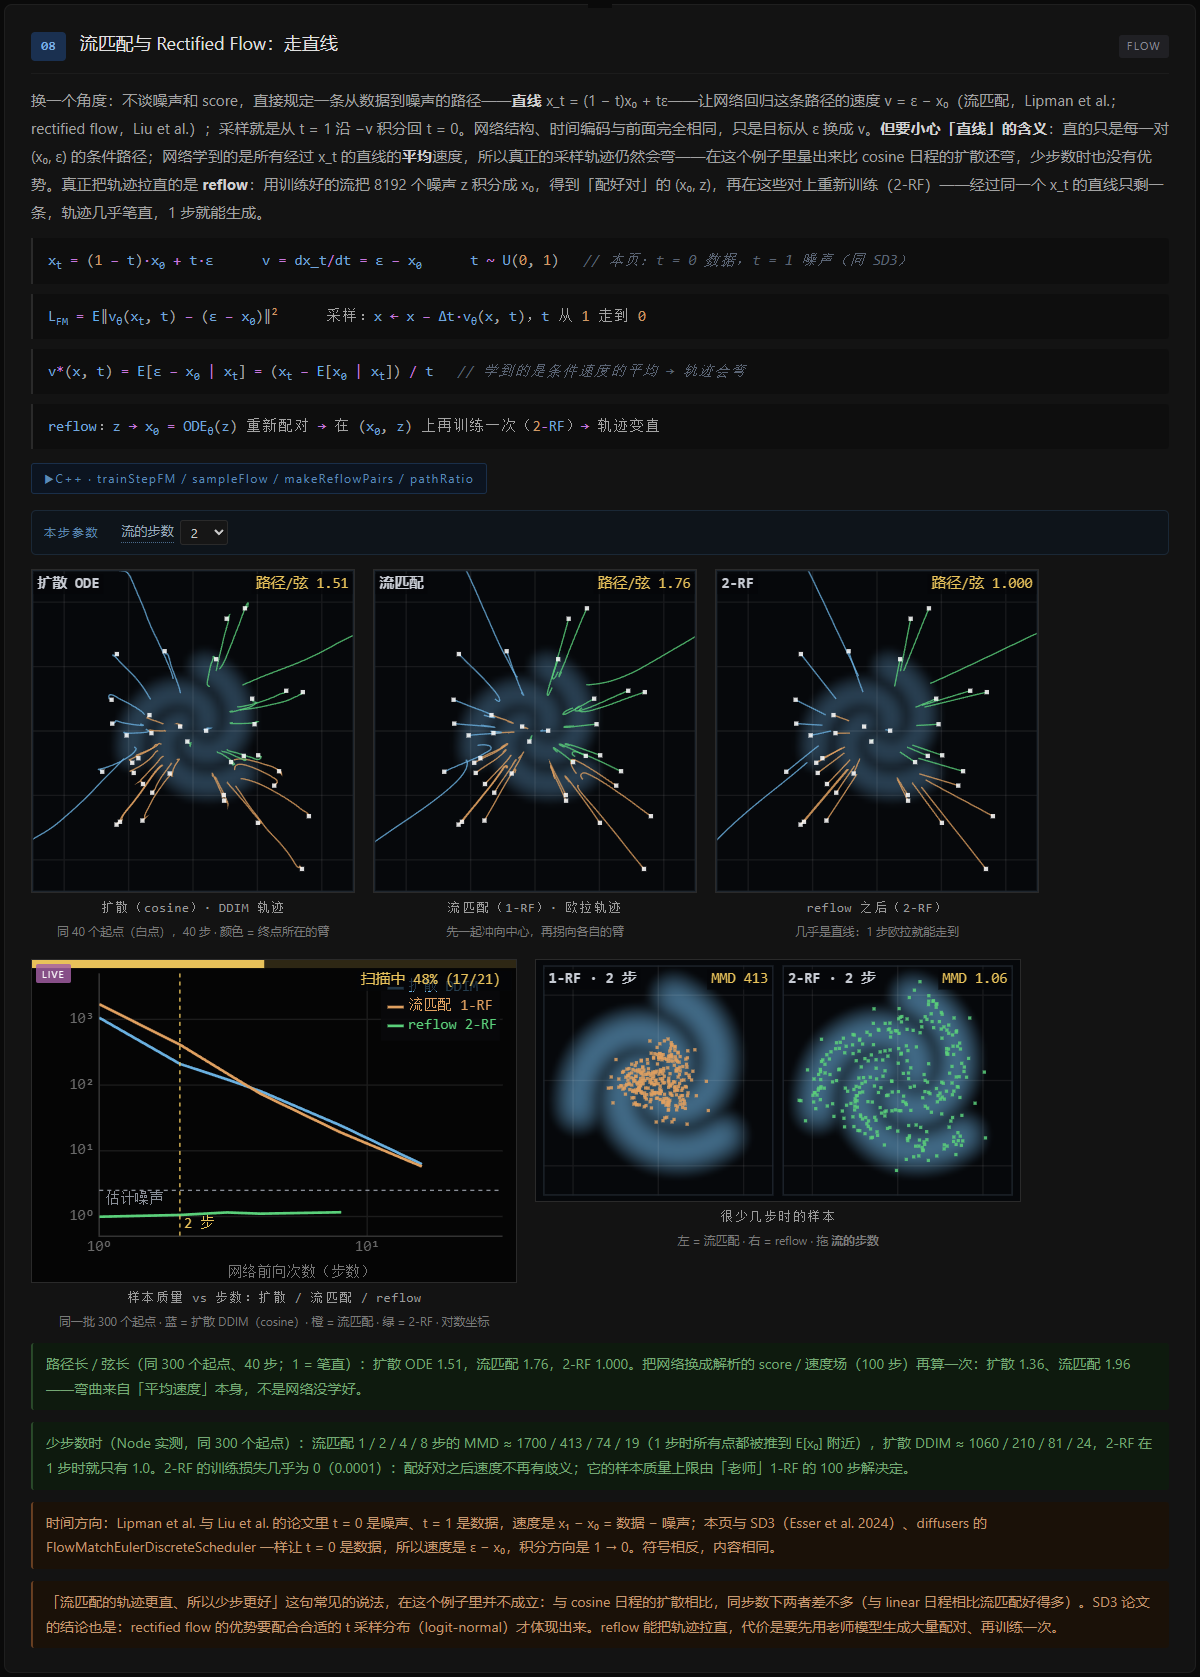 08 流匹配与 Rectified Flow：走直线 FLOW
换一个角度：不谈噪声和 score，直接规定一条从数据到噪声的路径——直线 x_t = (1 − t)x₀ + tε——让网络回归这条路径的速度 v = ε − x₀（流匹配，Lipman et al.；
rectified flow，Liu et al.）；采样就是从 t = 1 沿 −v 积分回 t = 0。网络结构、时间编码与前面完全相同，只是目标从 ε 换成 v。但要小心「直线」的含义：直的只是每一对
(x₀, ε) 的条件路径；网络学到的是所有经过 x_t 的直线的平均速度，所以真正的采样轨迹仍然会弯——在这个例子里量出来比 cosine 日程的扩散还弯，少步数时也没有优
势。真正把轨迹拉直的是 reflow：用训练好的流把 8192 个噪声 z 积分成 x₀，得到「配好对」的 (x₀, z)，再在这些对上重新训练（2-RF）——经过同一个 x_t 的直线只剩一
条，轨迹几乎笔直，1 步就能生成。
x_t = (1 − t)·x₀ + t·ε v = dx_t/dt = ε − x₀ t ~ U(0, 1) // 本页: t = 0 数据，t = 1 噪声（同 SD3）
L_FM = E‖v_θ(x_t, t) − (ε − x₀)‖² 采样：x ← x − Δt·v_θ(x, t)，t 从 1 走到 0
v*(x, t) = E[ε − x₀ | x_t] = (x_t − E[x₀ | x_t]) / t // 学到的是条件速度的平均 → 轨迹会弯
reflow：z → x₀ = ODE_θ(z) 重新配对 → 在 (x₀, z) 上再训练一次（2-RF）→ 轨迹变直
▶C++ · trainStepFM / sampleFlow / makeReflowPairs / pathRatio
本步参数 流的步数 2
扩散 ODE 路径/弦 1.51
流匹配 路径/弦 1.76
2-RF 路径/弦 1.000
扩散（cosine）· DDIM 轨迹
同 40 个起点（白点），40 步 · 颜色 = 终点所在的臂
流匹配（1-RF）· 欧拉轨迹
先一起冲向中心，再拐向各自的臂
reflow 之后（2-RF）
几乎是直线：1 步欧拉就能走到
LIVE
扫描中 48% (17/21)
扩散 DDIM
流匹配 1-RF
reflow 2-RF
10³
10²
10¹
估计噪声
10⁰
2 步
10⁰ 10¹
网络前向次数（步数）
样本质量 vs 步数：扩散 / 流匹配 / reflow
同一批 300 个起点 · 蓝 = 扩散 DDIM（cosine）· 橙 = 流匹配 · 绿 = 2-RF · 对数坐标
1-RF · 2 步 MMD 413
2-RF · 2 步 MMD 1.06
很少几步时的样本
左 = 流匹配 · 右 = reflow · 拖 流的步数
路径长 / 弦长（同 300 个起点、40 步；1 = 笔直）：扩散 ODE 1.51，流匹配 1.76，2-RF 1.000。把网络换成解析的 score / 速度场（100 步）再算一次：扩散 1.36、流匹配 1.96
——弯曲来自「平均速度」本身，不是网络没学好。
少步数时（Node 实测，同 300 个起点）：流匹配 1 / 2 / 4 / 8 步的 MMD ≈ 1700 / 413 / 74 / 19（1 步时所有点都被推到 E[x₀] 附近），扩散 DDIM ≈ 1060 / 210 / 81 / 24，2-RF 在
1 步时就只有 1.0。2-RF 的训练损失几乎为 0（0.0001）：配好对之后速度不再有歧义；它的样本质量上限由「老师」1-RF 的 100 步解决定。
时间方向：Lipman et al. 与 Liu et al. 的论文里 t = 0 是噪声、t = 1 是数据，速度是 x₁ − x₀ = 数据 − 噪声；本页与 SD3（Esser et al. 2024）、diffusers 的
FlowMatchEulerDiscreteScheduler 一样让 t = 0 是数据，所以速度是 ε − x₀，积分方向是 1 → 0。符号相反，内容相同。
「流匹配的轨迹更直、所以少步更好」这句常见的说法，在这个例子里并不成立：与 cosine 日程的扩散相比，同步数下两者差不多（与 linear 日程相比流匹配好得多）。SD3 论文
的结论也是：rectified flow 的优势要配合合适的 t 采样分布（logit-normal）才体现出来。reflow 能把轨迹拉直，代价是要先用老师模型生成大量配对、再训练一次。